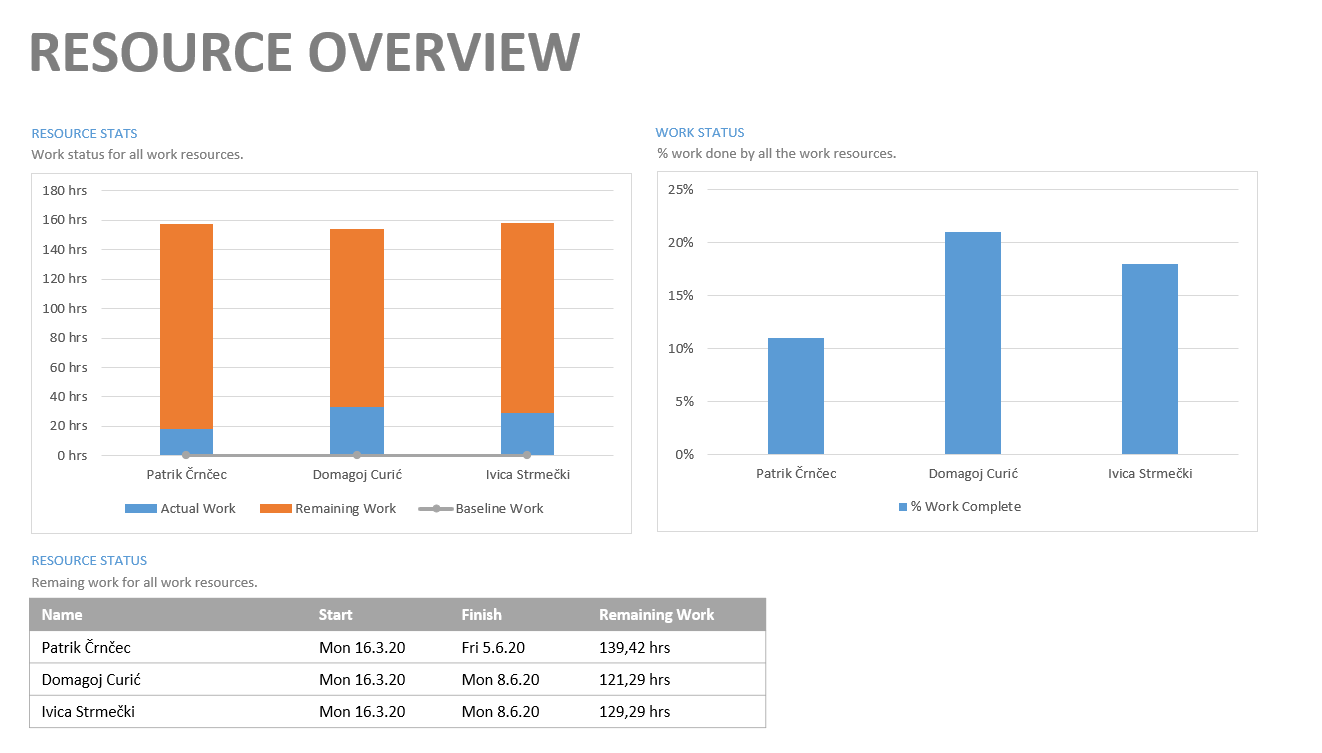 RESOURCE OVERVIEW
RESOURCE STATS
Work status for all work resources.
180 hrs
160 hrs
140 hrs
120 hrs
100 hrs
80 hrs
60 hrs
40 hrs
20 hrs
0 hrs
Patrik Črnčec Domagoj Curić Ivica Strmečki
Actual Work Remaining Work Baseline Work
WORK STATUS
% work done by all the work resources.
25%
20%
15%
10%
5%
0%
Patrik Črnčec Domagoj Curić Ivica Strmečki
% Work Complete
RESOURCE STATUS
Remaing work for all work resources.
Name Start Finish Remaining Work
Patrik Črnčec Mon 16.3.20 Fri 5.6.20 139,42 hrs
Domagoj Curić Mon 16.3.20 Mon 8.6.20 121,29 hrs
Ivica Strmečki Mon 16.3.20 Mon 8.6.20 129,29 hrs